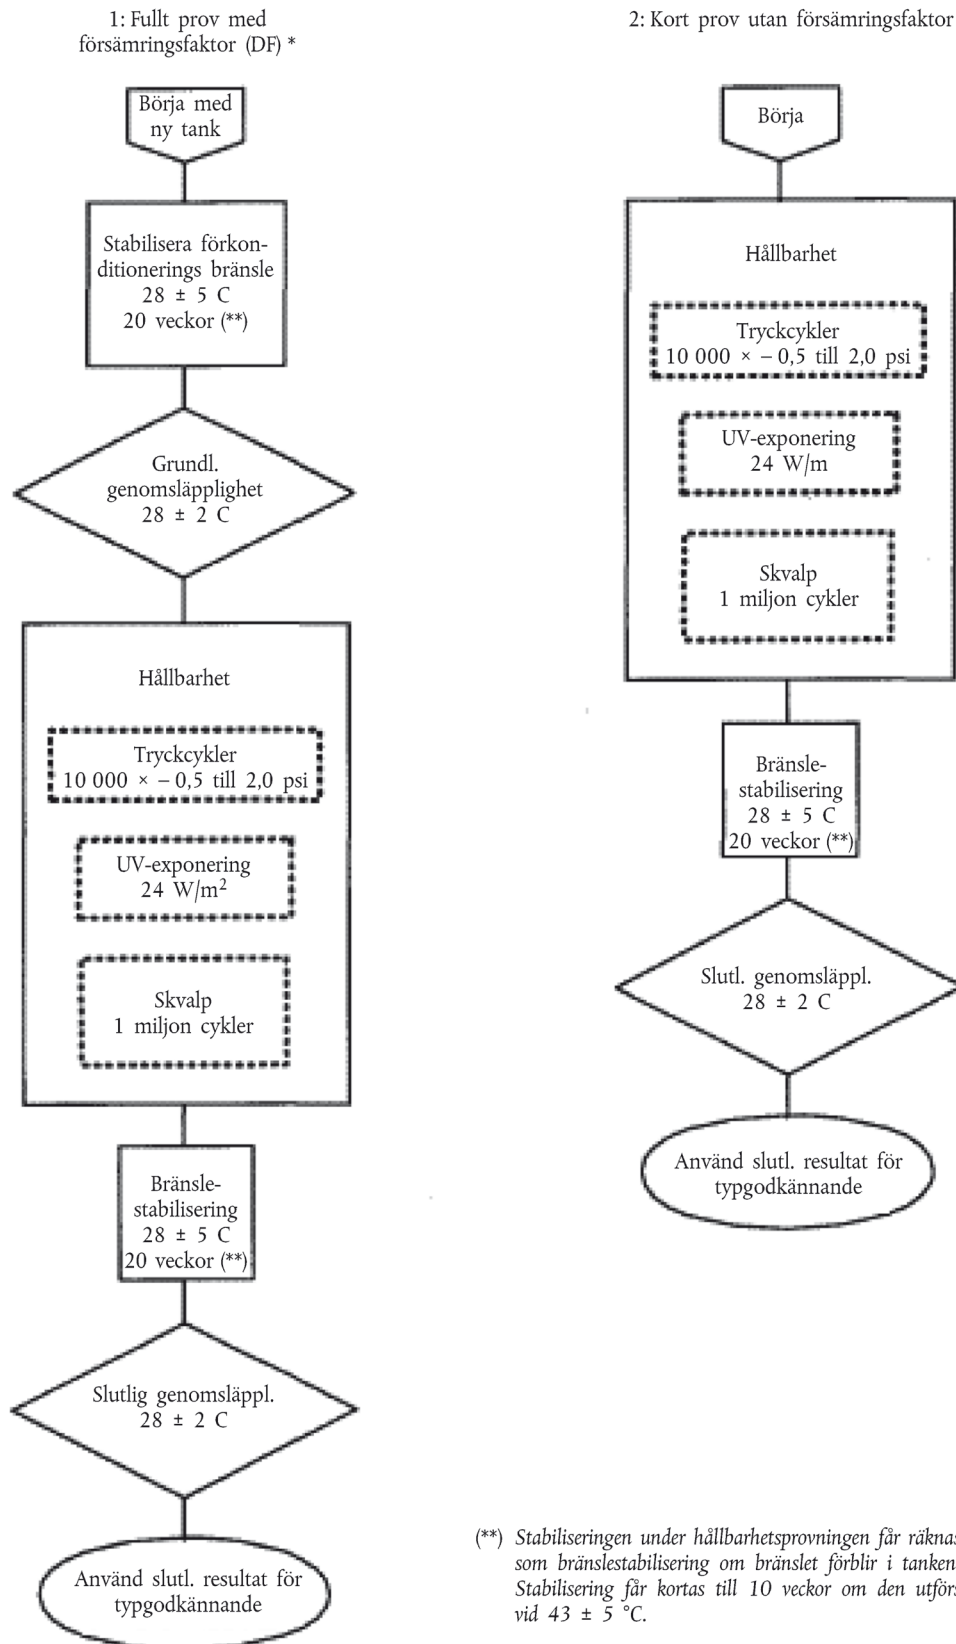 1: Fullt prov med
försämringsfaktor (DF) *
Börja med
ny tank
Stabilisera förkon-
ditionerings bränsle
28 ± 5 C
20 veckor (**)
Grundl.
genomsläpplighet
28 ± 2 C
Hållbarhet
Tryckcykler
10 000 × – 0,5 till 2,0 psi
UV-exponering
24 W/m²
Skvalp
1 miljon cykler
Bränsle-
stabilisering
28 ± 5 C
20 veckor (**)
Slutlig genomsläppl.
28 ± 2 C
Använd slutl. resultat för
typgodkännande
2: Kort prov utan försämringsfaktor
Börja
Hållbarhet
Tryckcykler
10 000 × – 0,5 till 2,0 psi
UV-exponering
24 W/m
Skvalp
1 miljon cykler
Bränsle-
stabilisering
28 ± 5 C
20 veckor (**)
Slutl. genomsläppl.
28 ± 2 C
Använd slutl. resultat för
typgodkännande
(**) Stabiliseringen under hållbarhetsprovningen får räknas
som bränslestabilisering om bränslet förblir i tanken.
Stabilisering får kortas till 10 veckor om den utförs
vid 43 ± 5 °C.